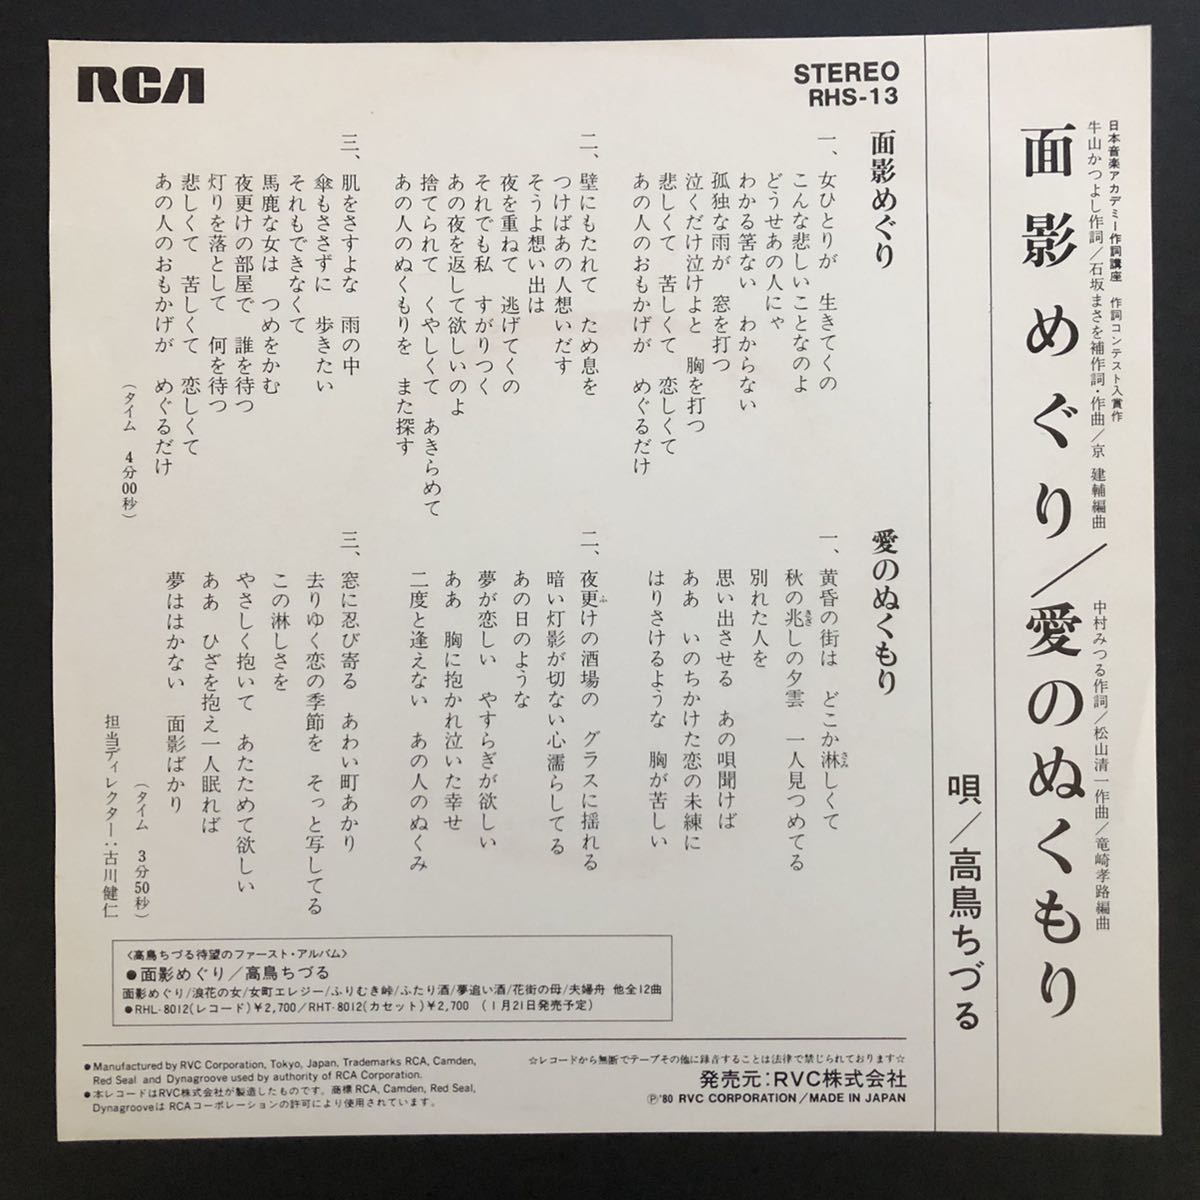 日本音楽アカデミー作詞講座 作詞コンテスト入賞作
牛山かつよし作詞/石坂まさを補作詞・作曲/京 建輔編曲
中村みつる作詞/松山清一作曲/竜崎孝路編曲
面影めぐり/愛のぬくもり
唄/高鳥ちづる
RCA
STEREO
RHS-13
面影めぐり
一、女ひとりが 生きてくの
こんな悲しいことなのよ
どうせあの人にゃ
わかる筈ない わからない
孤独な雨が 窓を打つ
泣くだけ泣けよと 胸を打つ
悲しくて 苦しくて 恋しくて
あの人のおもかげが めぐるだけ
二、壁にもたれて ため息を
つけばあの人想いだす
そうよ想い出は
夜を重ねて 逃げてくの
それでも私 すがりつく
あの夜を返して欲しいのよ
捨てられて くやしくて あきらめて
あの人のぬくもりを また探す
三、肌をさすよな 雨の中
傘もささずに 歩きたい
それもできなくて
馬鹿な女は つめをかむ
夜更けの部屋で 誰を待つ
灯りを落として 何を待つ
悲しくて 苦しくて 恋しくて
あの人のおもかげが めぐるだけ
(タイム 4分00秒)
愛のぬくもり
一、黄昏の街は どこか淋(さみ)しくて
秋の兆(きざ)しの夕雲 一人見つめてる
別れた人を
思い出させる あの唄聞けば
ああ いのちかけた恋の未練に
はりさけるような 胸が苦しい
二、夜更(ふ)けの酒場の グラスに揺れる
暗い灯影が切ない心濡らしてる
あの日のような
夢が恋しい やすらぎが欲しい
ああ 胸に抱かれ泣いた幸せ
二度と逢えない あの人のぬくみ
三、窓に忍び寄る あわい町あかり
去りゆく恋の季節を そっと写してる
この淋しさを
やさしく抱いて あたためて欲しい
ああ ひざを抱え一人眠れば
夢ははかない 面影ばかり
(タイム 3分50秒)
担当ディレクター:古川健仁
〈高鳥ちづる待望のファースト・アルバム〉
●面影めぐり/高鳥ちづる
面影めぐり/浪花の女/女町エレジー/ふりむき峠/ふたり酒/夢追い酒/花街の母/夫婦舟 他全12曲
●RHL-8012(レコード)¥2,700/RHT-8012(カセット)¥2,700 (1月21日発売予定)
●Manufactured by RVC Corporation, Tokyo, Japan, Trademarks RCA, Camden,
Red Seal and Dynagroove used by authority of RCA Corporation.
●本レコードはRVC株式会社が製造したものです。商標RCA, Camden, Red Seal,
DynagrooveはRCAコーポレーションの許可により使用されています。
☆レコードから無断でテープその他に録音することは法律で禁じられております☆
発売元:RVC株式会社
Ⓟ'80 RVC CORPORATION/MADE IN JAPAN